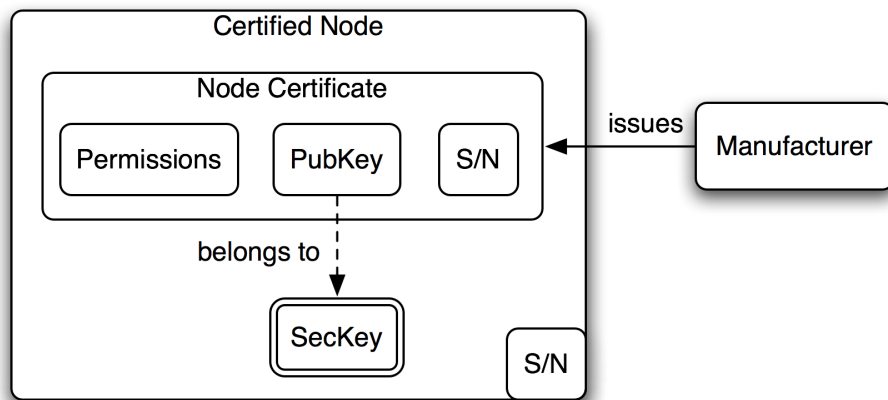 Certified Node
Node Certificate
Permissions
PubKey
S/N
issues
Manufacturer
belongs to
SecKey
S/N